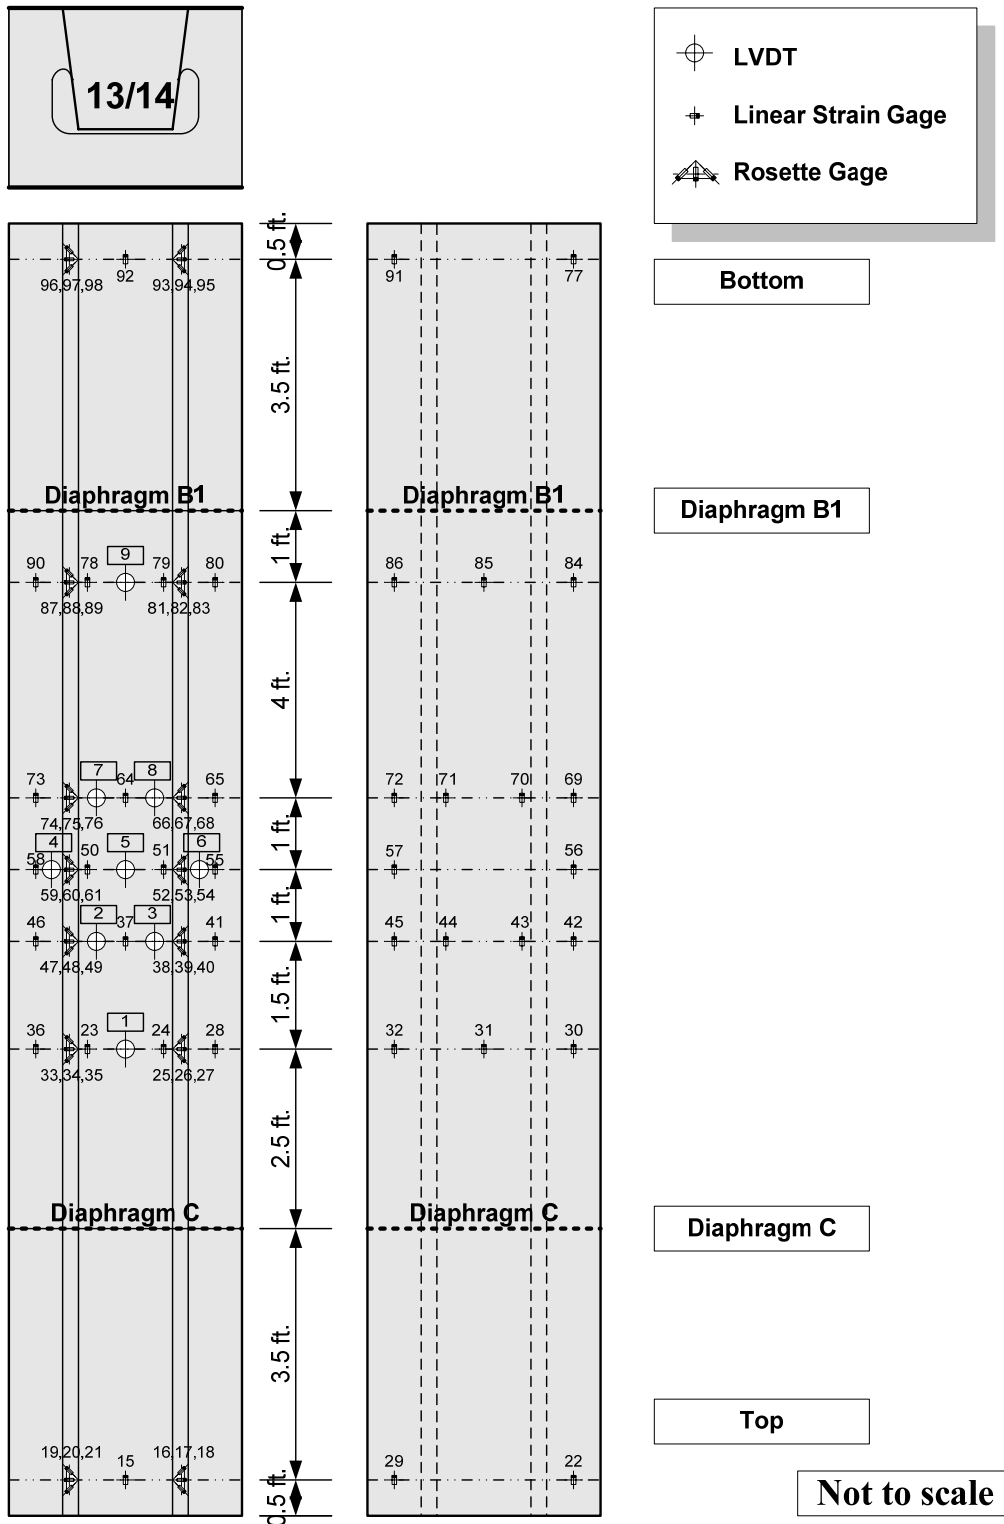 13/14
LVDT
Linear Strain Gage
Rosette Gage
0.5 ft.
96,97,98 92 93,94,95
91 77
Bottom
3.5 ft.
Diaphragm B1
Diaphragm B1
Diaphragm B1
1 ft.
90 78 9 79 80
87,88,89 81,82,83
86 85 84
4 ft.
73 7 64 8 65
74,75,76 66,67,68
72 71 70 69
1 ft.
4 5 6
58 50 51 55
59,60,61 52,53,54
57 56
1 ft.
46 2 37 3 41
47,48,49 38,39,40
45 44 43 42
1.5 ft.
36 23 1 24 28
33,34,35 25,26,27
32 31 30
2.5 ft.
Diaphragm C
Diaphragm C
Diaphragm C
3.5 ft.
Top
19,20,21 15 16,17,18
29 22
0.5 ft.
Not to scale